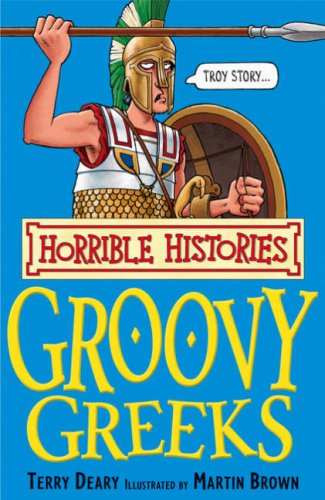 TROY STORY...
HORRIBLE HISTORIES
GROOVY
GREEKS
TERRY DEARY ILLUSTRATED BY MARTIN BROWN